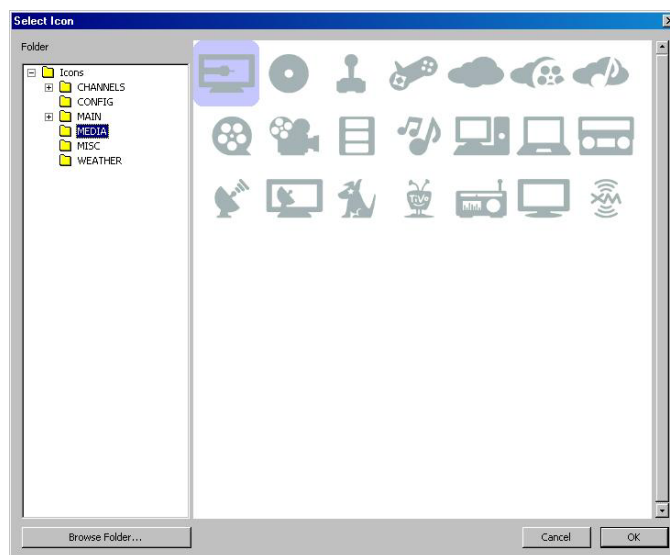 Select Icon
Folder
Icons
CHANNELS
CONFIG
MAIN
MEDIA
MISC
WEATHER
TiVo
XM
Browse Folder...
Cancel
OK